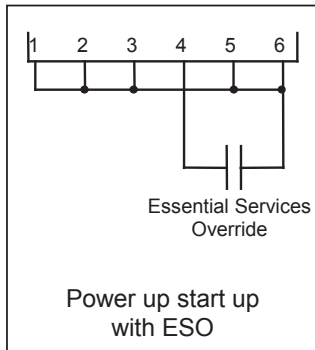 1 2 3 4 5 6
Essential Services
Override
Power up start up
with ESO